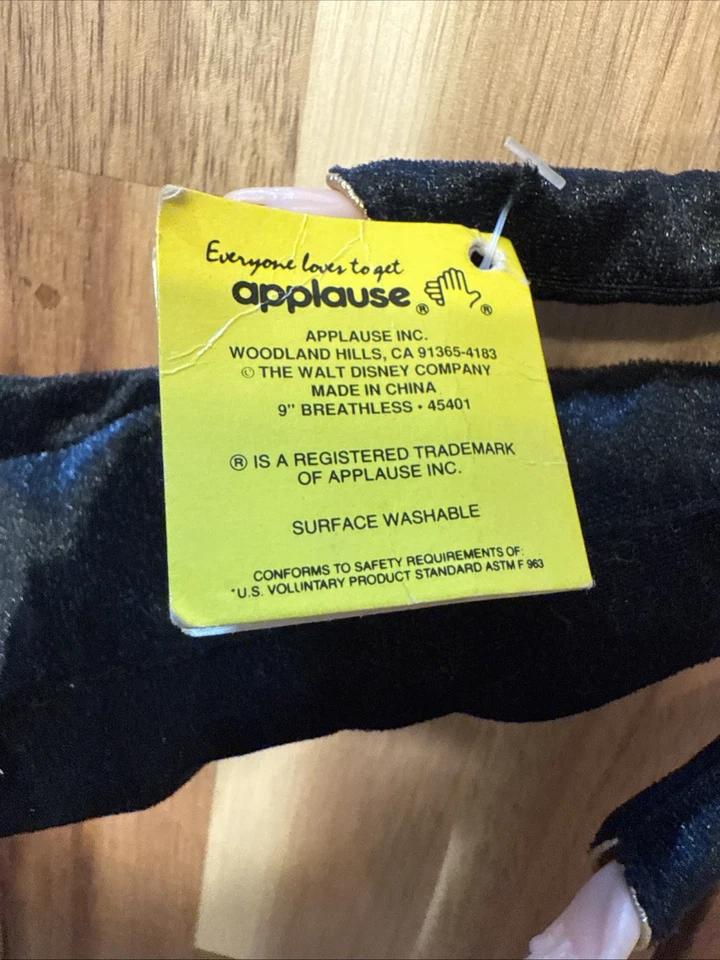 Everyone loves to get
applause ® ®
APPLAUSE INC.
WOODLAND HILLS, CA 91365-4183
© THE WALT DISNEY COMPANY
MADE IN CHINA
9" BREATHLESS • 45401
® IS A REGISTERED TRADEMARK
OF APPLAUSE INC.
SURFACE WASHABLE
CONFORMS TO SAFETY REQUIREMENTS OF:
*U.S. VOLUNTARY PRODUCT STANDARD ASTM F 963